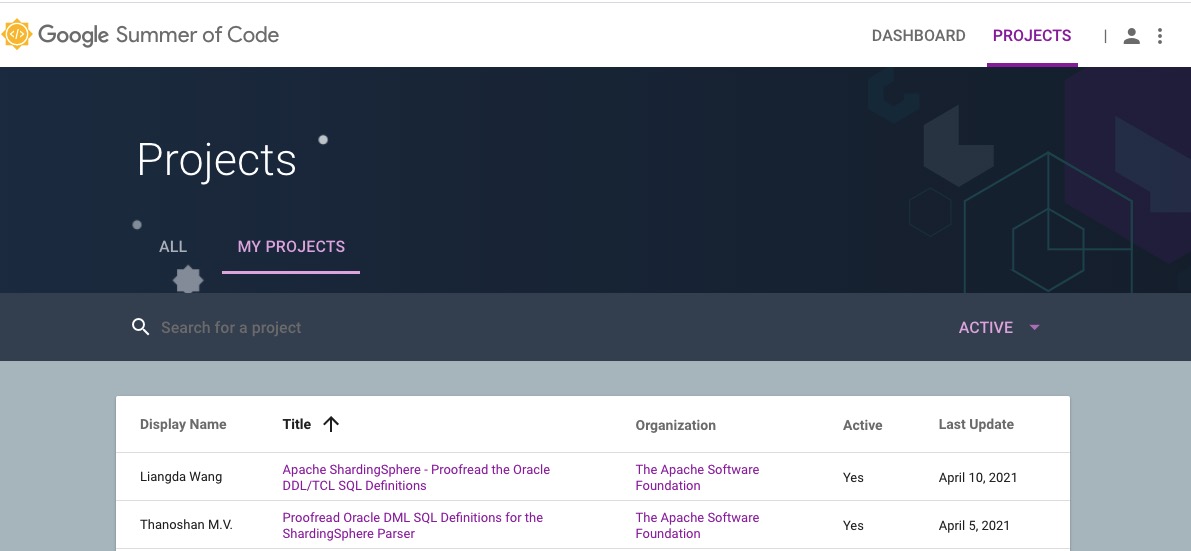 Google Summer of Code
DASHBOARD PROJECTS |
Projects
ALL MY PROJECTS
Search for a project ACTIVE
Display Name Title Organization Active Last Update
Liangda Wang Apache ShardingSphere - Proofread the Oracle The Apache Software Yes April 10, 2021
DDL/TCL SQL Definitions Foundation
Thanoshan M.V. Proofread Oracle DML SQL Definitions for the The Apache Software Yes April 5, 2021
ShardingSphere Parser Foundation